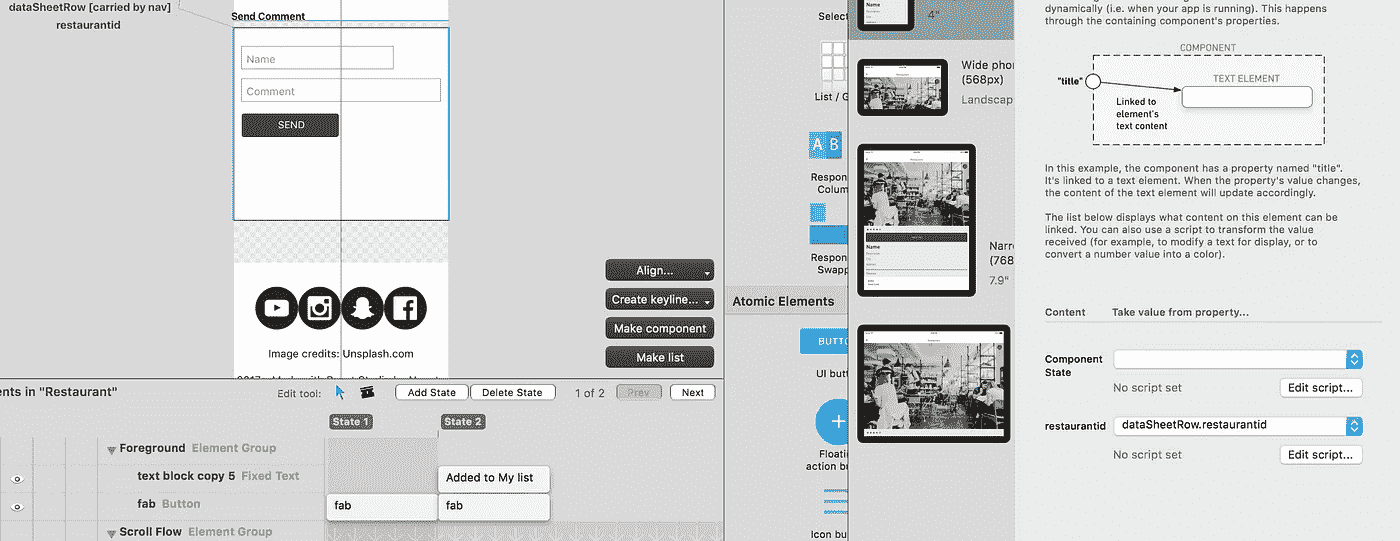 dataSheetRow [carried by nav]
restaurantid
Send Comment
Name
Comment
SEND
Image credits: Unsplash.com
Align...
Create keyline...
Make component
Make list
ents in "Restaurant"
Edit tool:
Add State
Delete State
1 of 2
Prev
Next
State 1
State 2
Foreground Element Group
text block copy 5 Fixed Text
Added to My list
fab Button
fab
fab
Scroll Flow Element Group
Select
List / G
A B
Respon
Colum
Respon
Swapp
Atomic Elements
BUTTO
UI butt
Floatin
action bu
Icon bu
4"
Wide phon
(568px)
Landscap
Name
Narro
(768
7.9"
dynamically (i.e. when your app is running). This happens
through the containing component's properties.
COMPONENT
"title"
TEXT ELEMENT
Linked to
element's
text content
In this example, the component has a property named "title".
It's linked to a text element. When the property's value changes,
the content of the text element will update accordingly.
The list below displays what content on this element can be
linked. You can also use a script to transform the value
received (for example, to modify a text for display, or to
convert a number value into a color).
Content
Take value from property...
Component
State
No script set
Edit script...
restaurantid
dataSheetRow.restaurantid
No script set
Edit script...